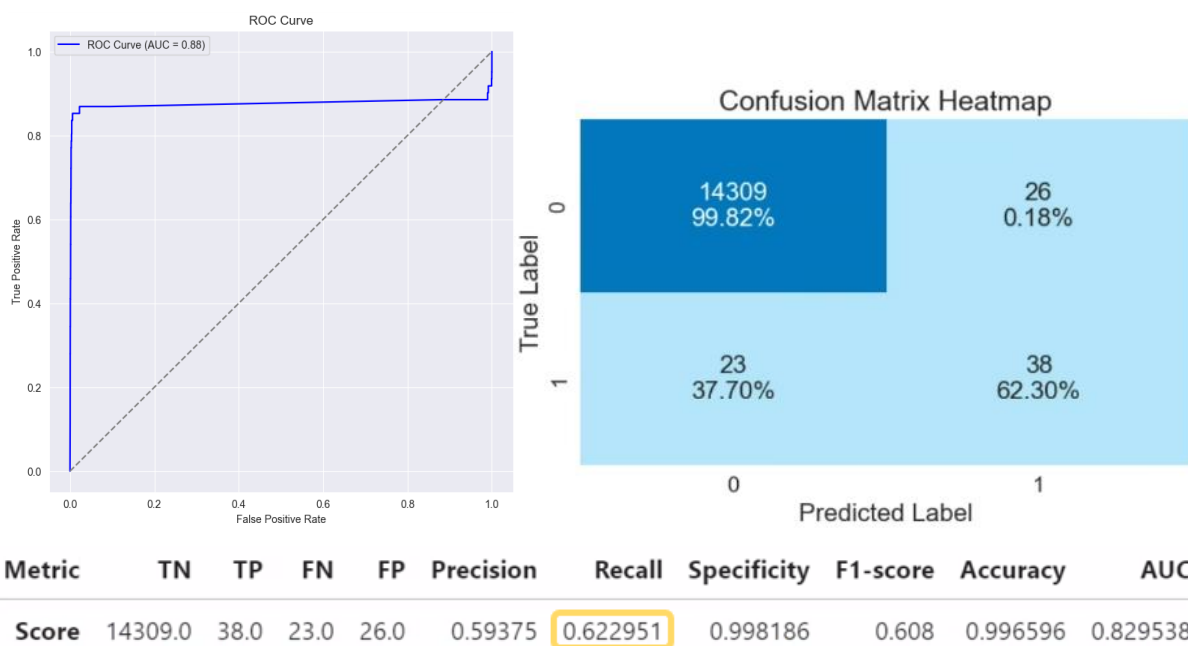 ROC Curve
ROC Curve (AUC = 0.88)
1.0
0.8
0.6
0.4
0.2
0.0
True Positive Rate
0.0 0.2 0.4 0.6 0.8 1.0
False Positive Rate
Confusion Matrix Heatmap
True Label
0
14309 26
99.82% 0.18%
1
23 38
37.70% 62.30%
0 1
Predicted Label
Metric TN TP FN FP Precision Recall Specificity F1-score Accuracy AUC
Score 14309.0 38.0 23.0 26.0 0.59375 0.622951 0.998186 0.608 0.996596 0.829538